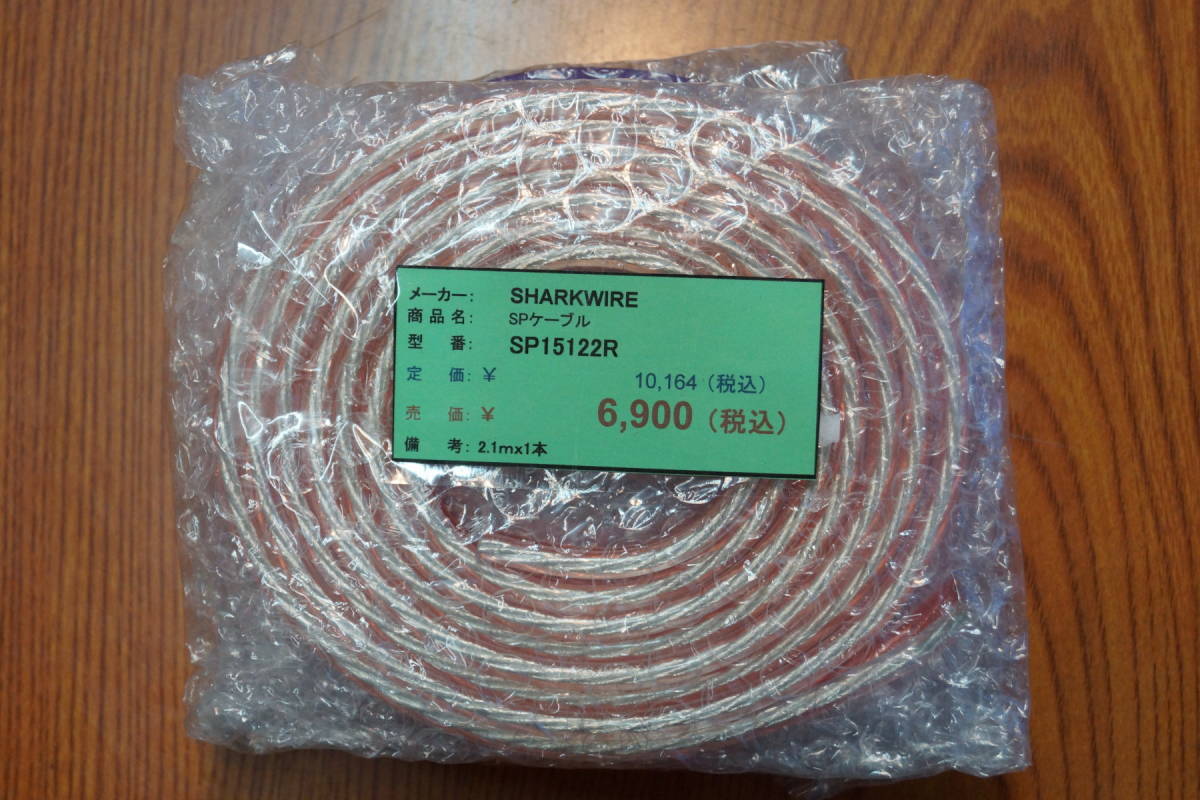 メーカー: SHARKWIRE
商品名: SPケーブル
型番: SP15122R
定価: ¥ 10,164（税込）
売価: ¥ 6,900（税込）
備考: 2.1mx1本